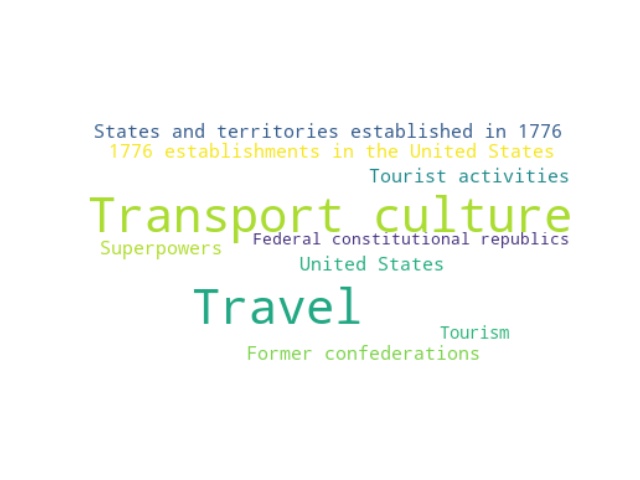 States and territories established in 1776
1776 establishments in the United States
Tourist activities
Transport culture
Federal constitutional republics
Superpowers
United States
Travel
Tourism
Former confederations